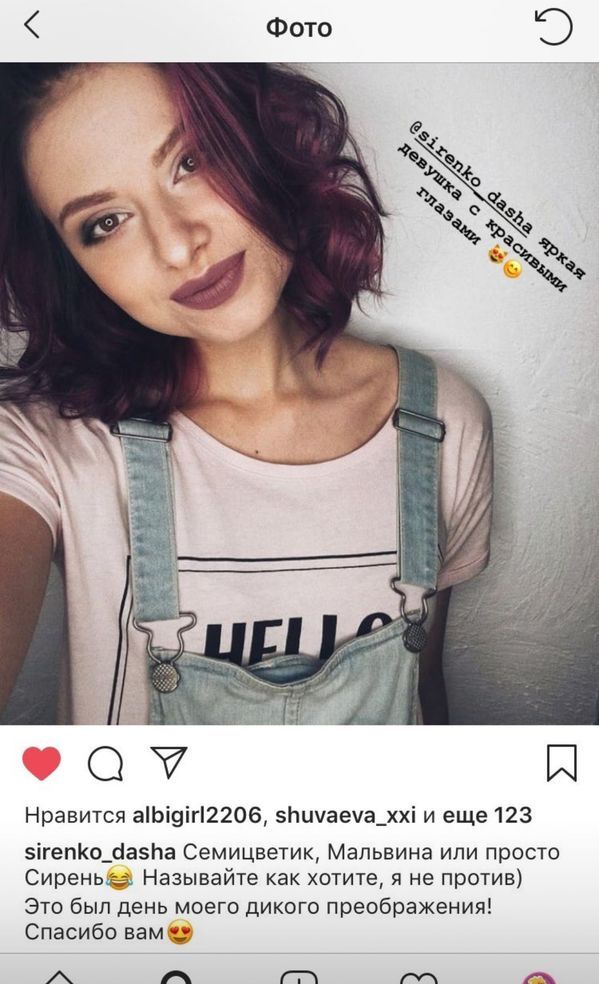 Фото
@sirenko_dasha яркая
девушка с красивыми
глазами 😻😋
HELLO
Нравится albigirl2206, shuvaeva_xxi и еще 123
sirenko_dasha Семицветик, Мальвина или просто
Сирень😂 Называйте как хотите, я не против)
Это был день моего дикого преображения!
Спасибо вам😍